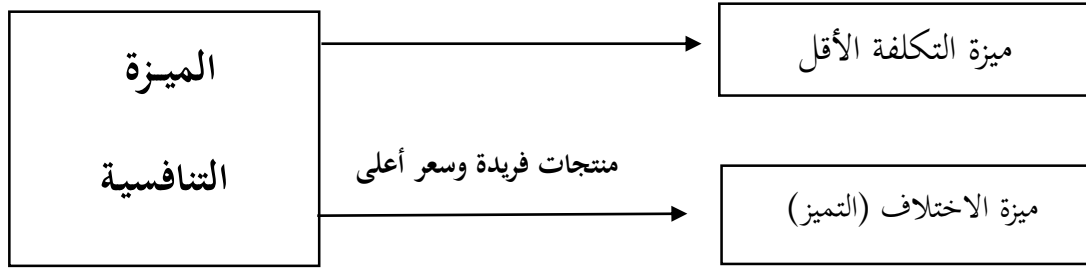 الميـزة
التنافسية
ميزة التكلفة الأقل
منتجات فريدة وسعر أعلى
ميزة الاختلاف (التميز)